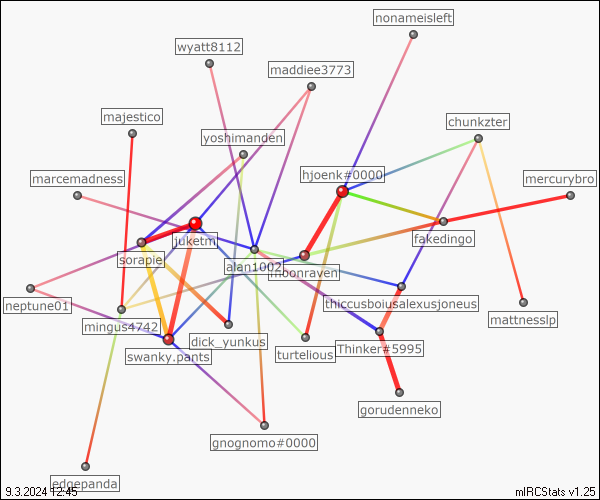 nonameisleft
wyatt8112
maddiee3773
majestico
chunkzter
yoshimanden
hjoenk#0000
marcemadness
mercurybro
juketmi
fakedingo
sorapie
alan1002
moonraven
neptune01
thiccusboiusalexusjoneus
mingus4742
mattnesslp
dick_yunkus
swanky.pants
turtelious
Thinker#5995
gorudenneko
gnognomo#0000
edgepanda
9.3.2024 12:45
mIRCStats v1.25